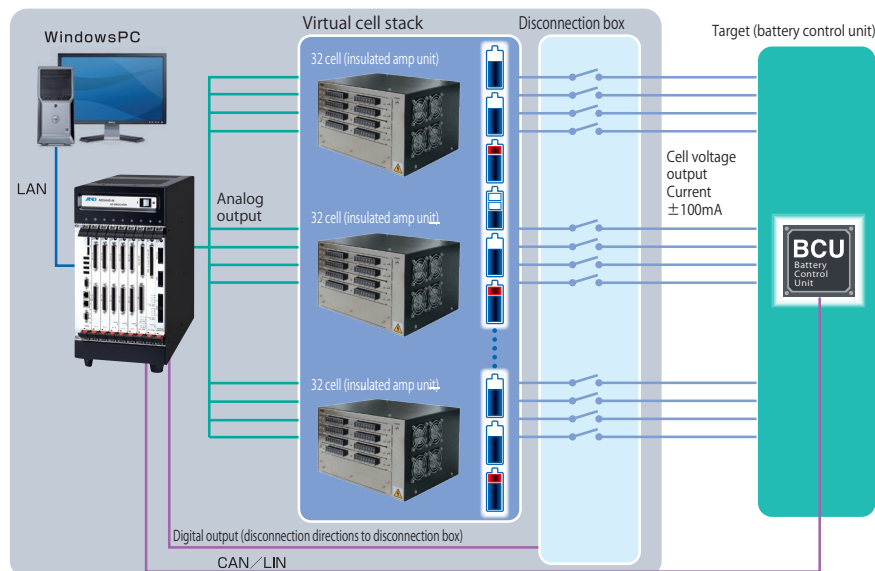 Virtual cell stack
Disconnection box
Target (battery control unit)
WindowsPC
32 cell (insulated amp unit)
LAN
Analog
output
Cell voltage
output
Current
±100mA
32 cell (insulated amp unit)
BCU
Battery
Control
Unit
32 cell (insulated amp unit)
Digital output (disconnection directions to disconnection box)
CAN／LIN